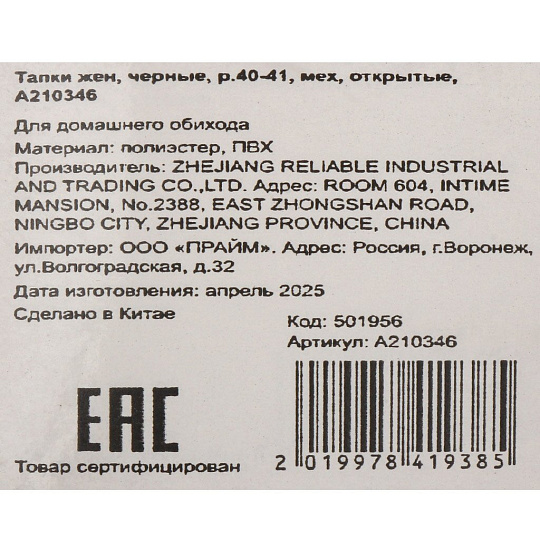 Тапки жен, черные, р.40-41, мех, открытые,
А210346
Для домашнего обихода
Материал: полиэстер, ПВХ
Производитель: ZHEJIANG RELIABLE INDUSTRIAL
AND TRADING CO.,LTD. Адрес: ROOM 604, INTIME
MANSION, No.2388, EAST ZHONGSHAN ROAD,
NINGBO CITY, ZHEJIANG PROVINCE, CHINA
Импортер: ООО «ПРАЙМ». Адрес: Россия, г.Воронеж,
ул.Волгоградская, д.32
Дата изготовления: апрель 2025
Сделано в Китае
Код: 501956
Артикул: А210346
EAC
Товар сертифицирован
2 019978 419385